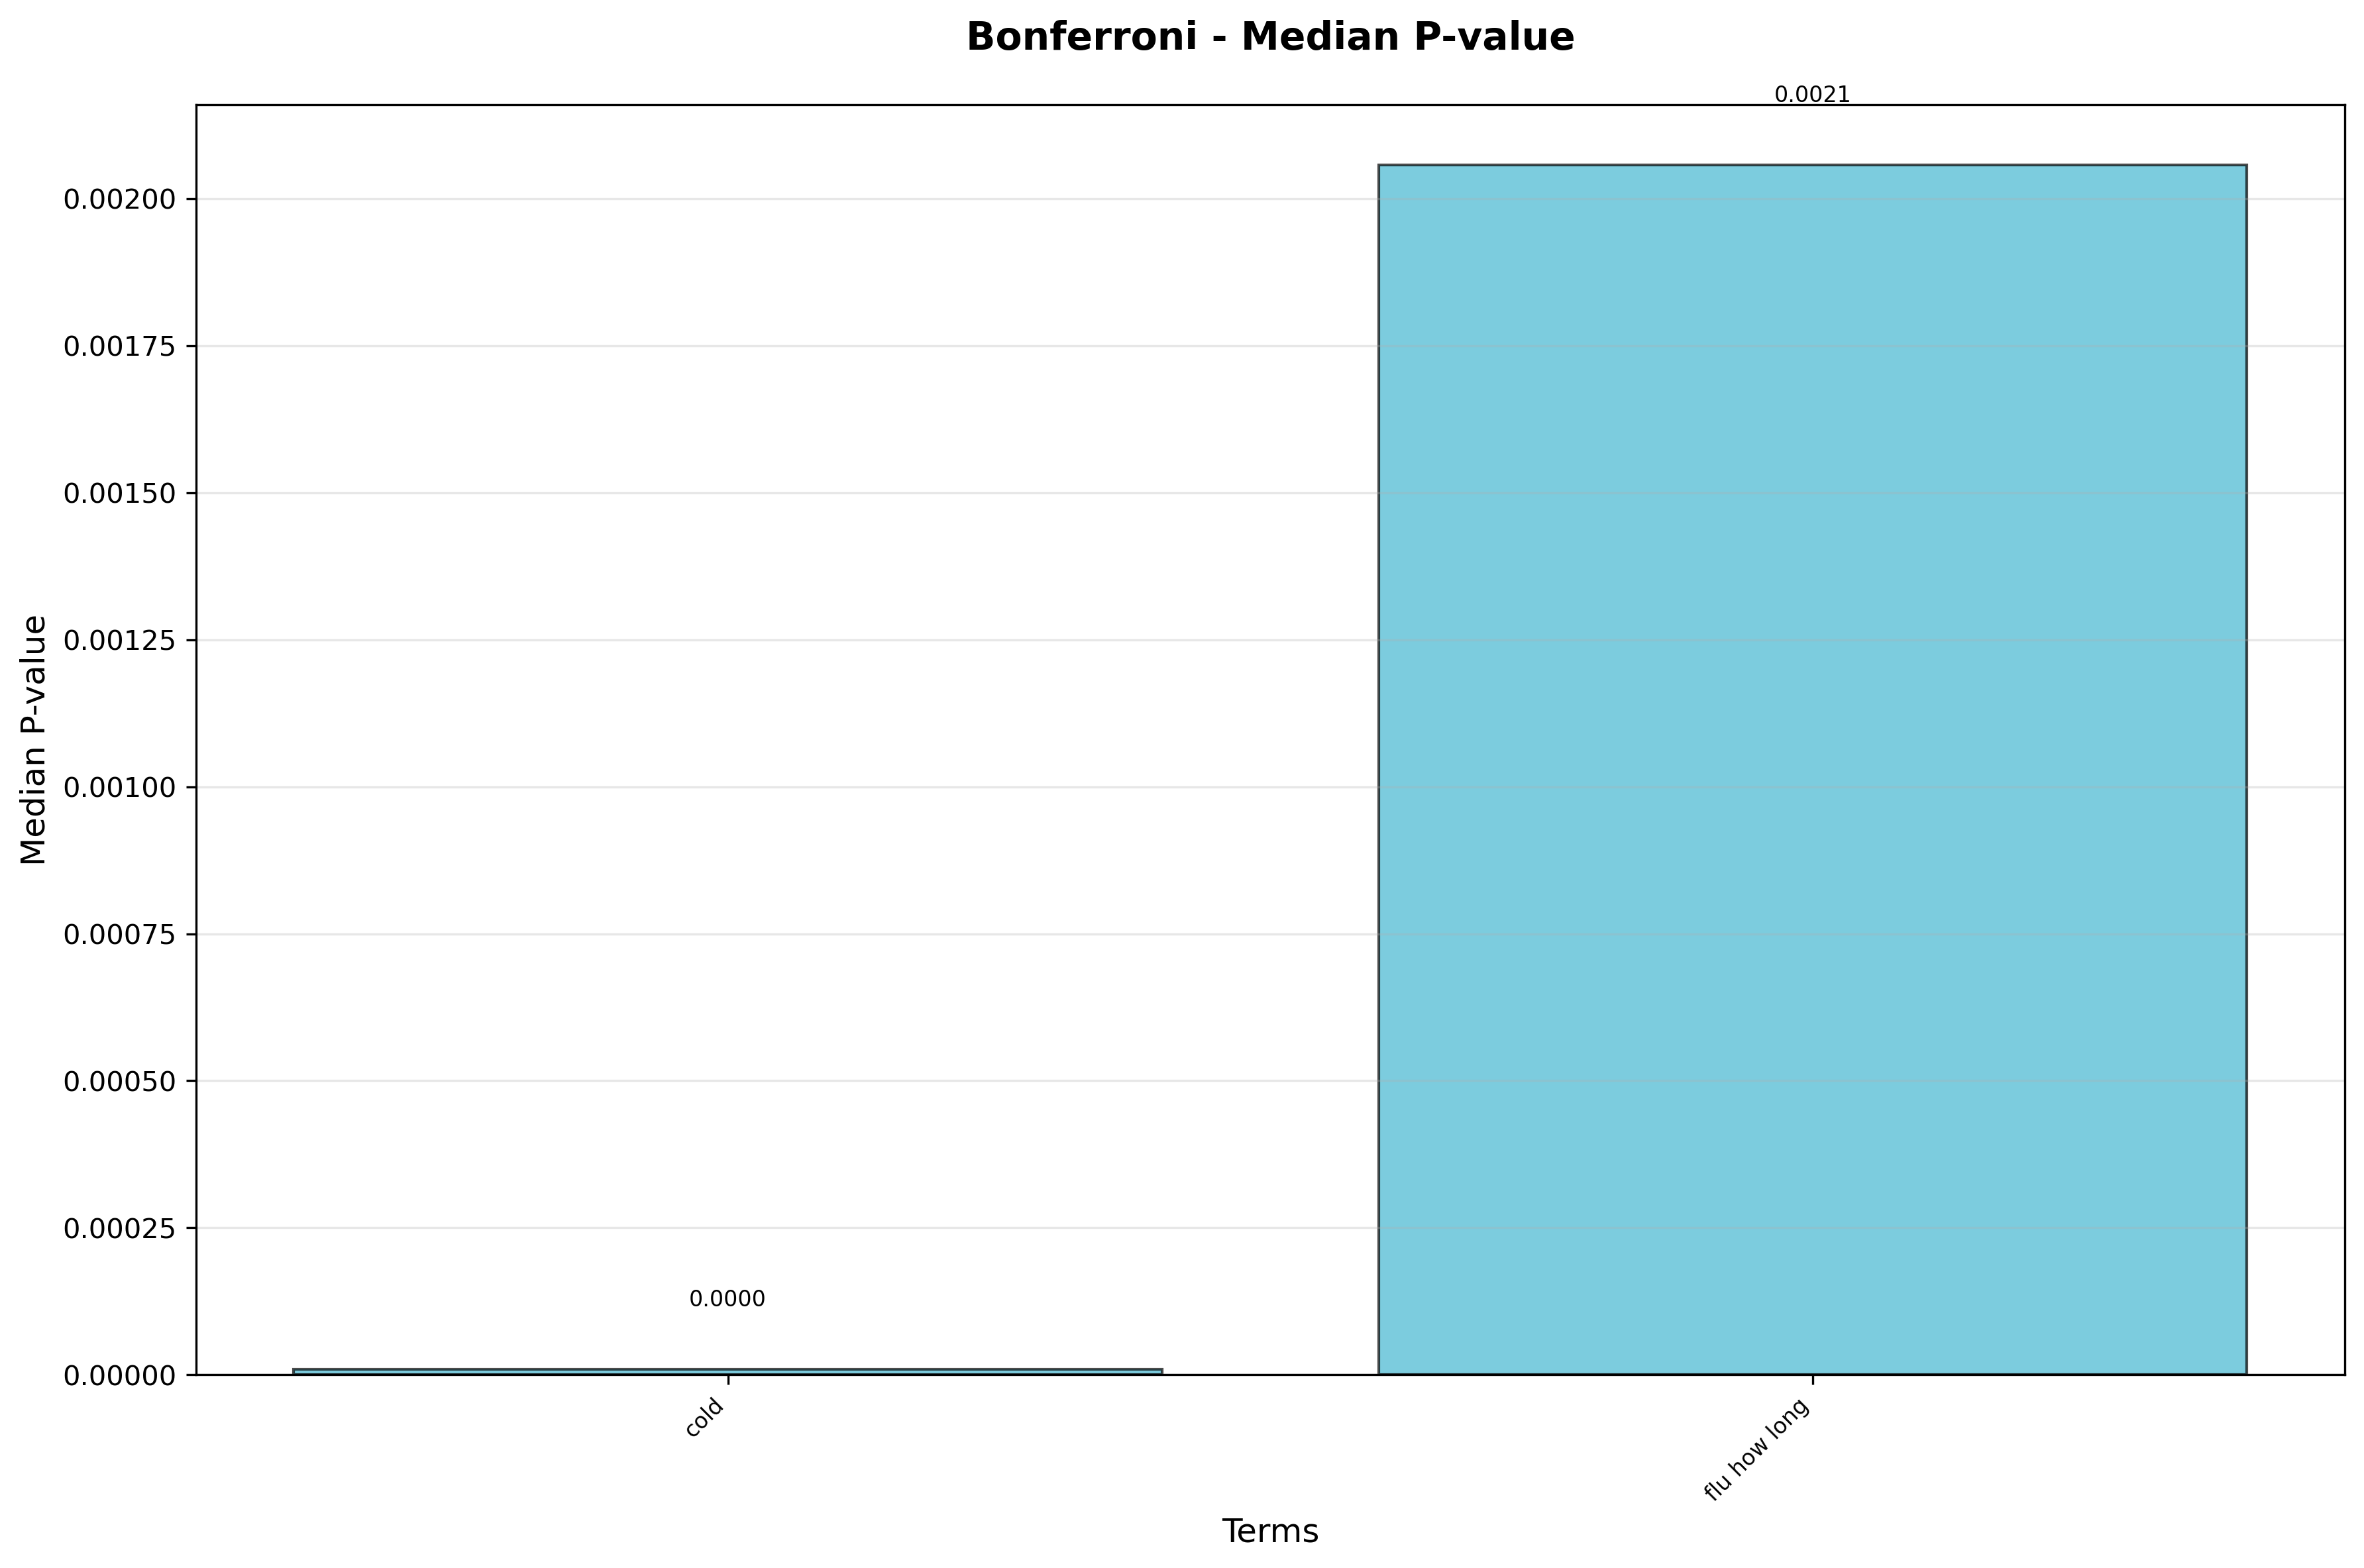 Bonferroni - Median P-value
0.0021
0.00200
0.00175
0.00150
0.00125
0.00100
0.00075
0.00050
0.00025
0.00000
Median P-value
0.0000
cold
flu how long
Terms